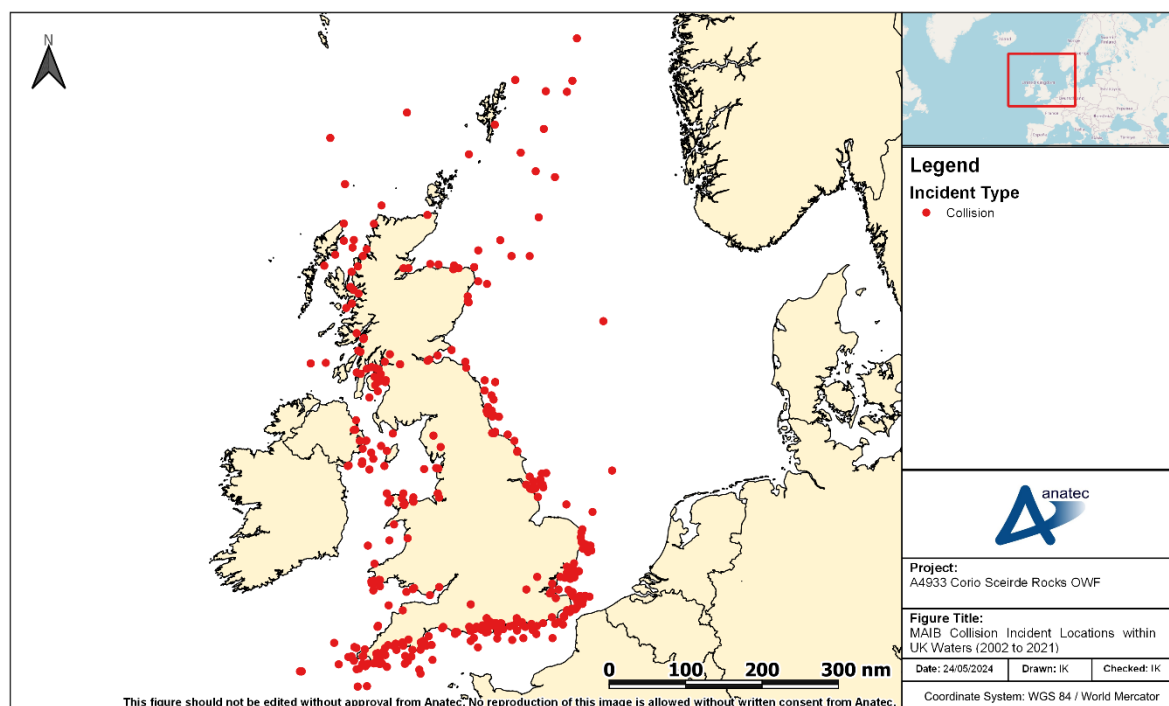 N
Legend
Incident Type
Collision
anatec
Project:
A4933 Corio Sceirde Rocks OWF
Figure Title:
MAIB Collision Incident Locations within
UK Waters (2002 to 2021)
Date: 24/05/2024 Drawn: IK Checked: IK
Coordinate System: WGS 84 / World Mercator
0 100 200 300 nm
This figure should not be edited without approval from Anatec. No reproduction of this image is allowed without written consent from Anatec.